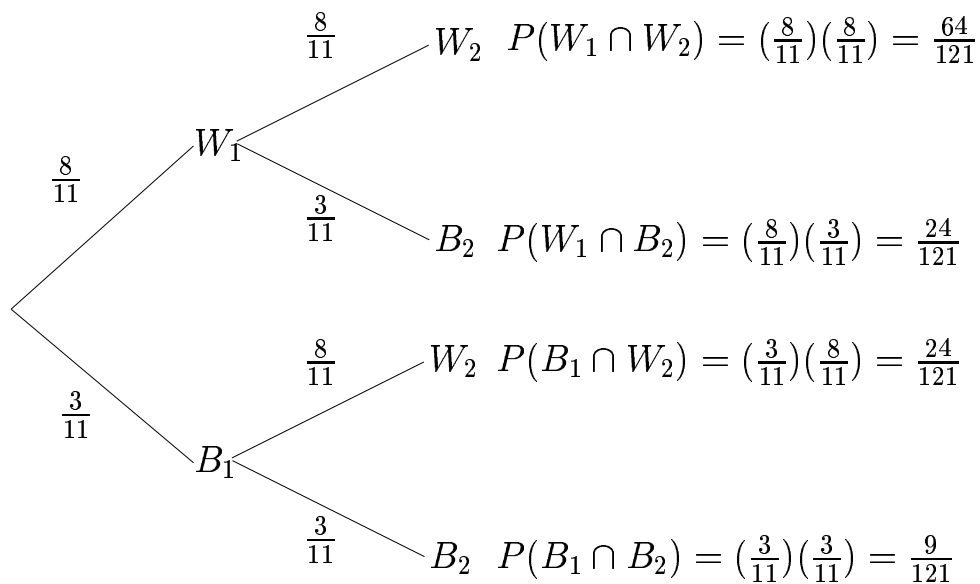 8/11 W₂ P(W₁ ∩ W₂) = (8/11)(8/11) = 64/121
W₁
8/11
3/11 B₂ P(W₁ ∩ B₂) = (8/11)(3/11) = 24/121
8/11 W₂ P(B₁ ∩ W₂) = (3/11)(8/11) = 24/121
3/11
B₁
3/11 B₂ P(B₁ ∩ B₂) = (3/11)(3/11) = 9/121